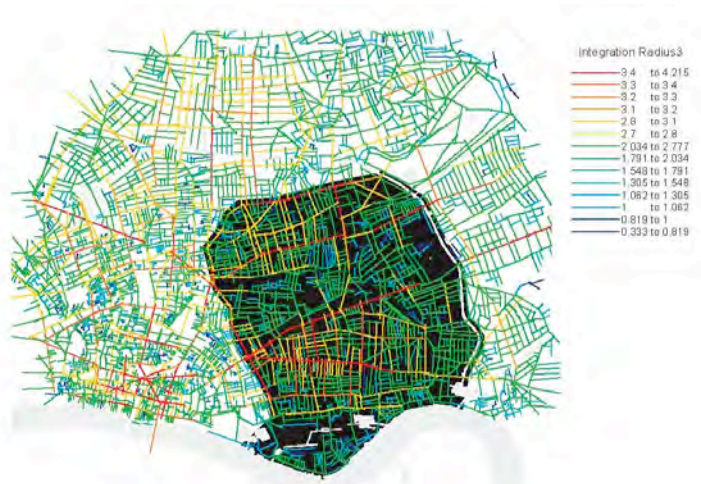 Integration Radius3
3.4 to 4.215
3.3 to 3.4
3.2 to 3.3
3.1 to 3.2
2.8 to 3.1
2.7 to 2.8
2.034 to 2.777
1.791 to 2.034
1.548 to 1.791
1.305 to 1.548
1.062 to 1.305
1 to 1.062
0.819 to 1
0.333 to 0.819